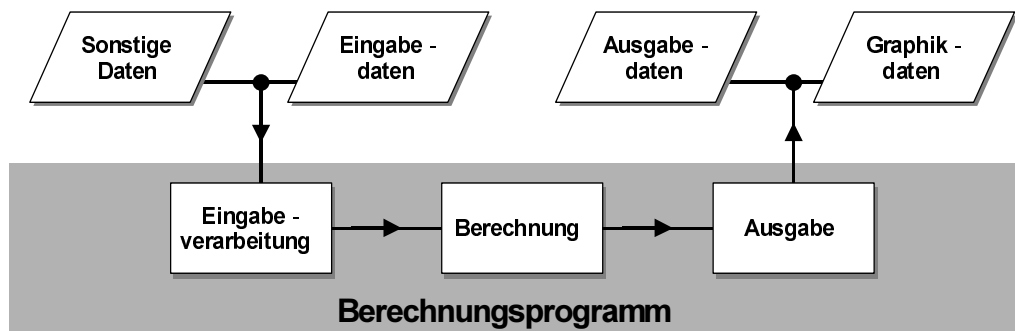 Sonstige
Daten
Eingabe -
daten
Ausgabe -
daten
Graphik -
daten
Eingabe -
verarbeitung
Berechnung
Ausgabe
Berechnungsprogramm